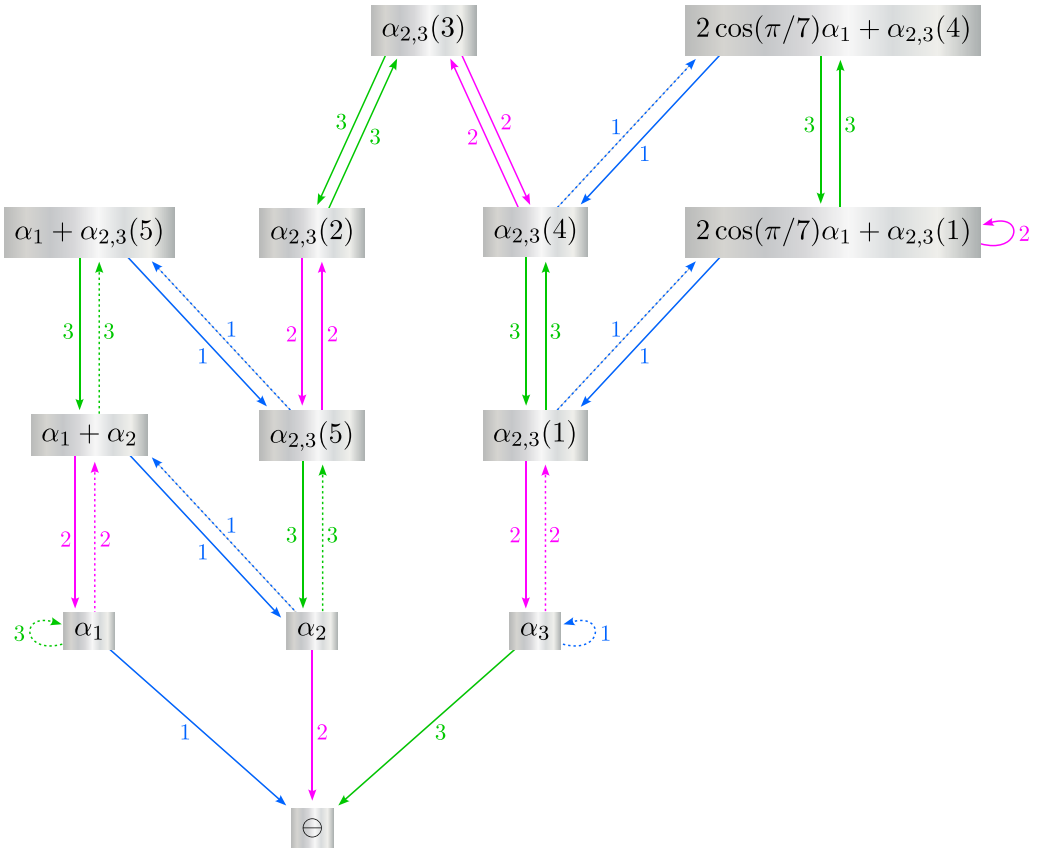 α₂,₃(3)
2 cos(π/7)α₁ + α₂,₃(4)
3
3
2
2
1
1
3
3
α₁ + α₂,₃(5)
α₂,₃(2)
α₂,₃(4)
2 cos(π/7)α₁ + α₂,₃(1)
2
3
3
1
1
2
2
3
3
1
1
α₁ + α₂
α₂,₃(5)
α₂,₃(1)
2
2
1
1
3
3
2
2
3
α₁
α₂
α₃
1
1
2
3
⊖